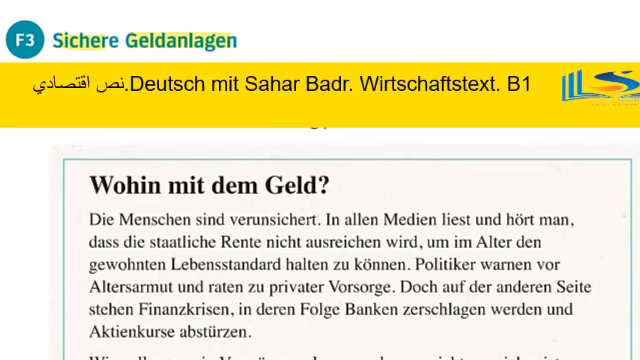 F3 Sichere Geldanlagen
نص اقتصادي.Deutsch mit Sahar Badr. Wirtschaftstext. B1
Wohin mit dem Geld?
Die Menschen sind verunsichert. In allen Medien liest und hört man,
dass die staatliche Rente nicht ausreichen wird, um im Alter den
gewohnten Lebensstandard halten zu können. Politiker warnen vor
Altersarmut und raten zu privater Vorsorge. Doch auf der anderen Seite
stehen Finanzkrisen, in deren Folge Banken zerschlagen werden und
Aktienkurse abstürzen.